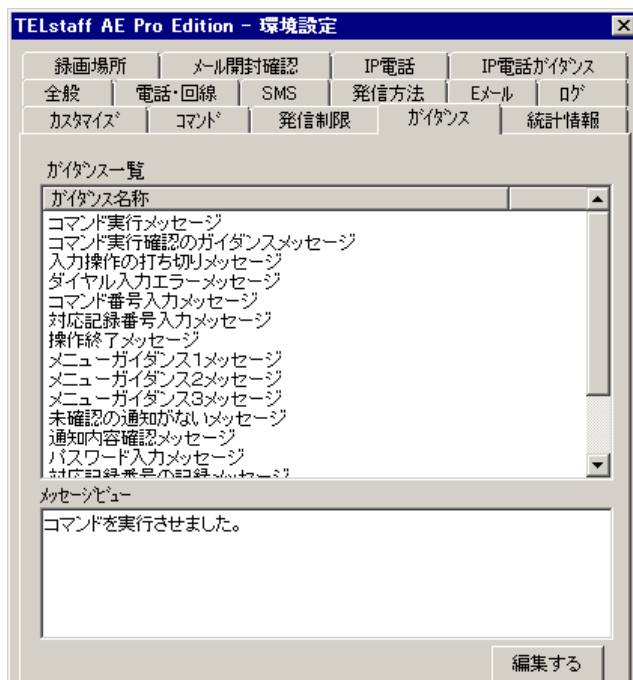 TELstaff AE Pro Edition - 環境設定
録画場所 メール開封確認 IP電話 IP電話ガイダンス
全般 電話・回線 SMS 発信方法 Eメール ログ
カスタマイズ コマンド 発信制限 ガイダンス 統計情報
ガイダンス一覧
ガイダンス名称
コマンド実行メッセージ
コマンド実行確認のガイダンスメッセージ
入力操作の打ち切りメッセージ
ダイヤル入力エラーメッセージ
コマンド番号入力メッセージ
対応記録番号入力メッセージ
操作終了メッセージ
メニューガイダンス1メッセージ
メニューガイダンス2メッセージ
メニューガイダンス3メッセージ
未確認の通知がないメッセージ
通知内容確認メッセージ
パスワード入力メッセージ
対応記録番号の記録メッセージ
メッセージビュー
コマンドを実行させました。
編集する